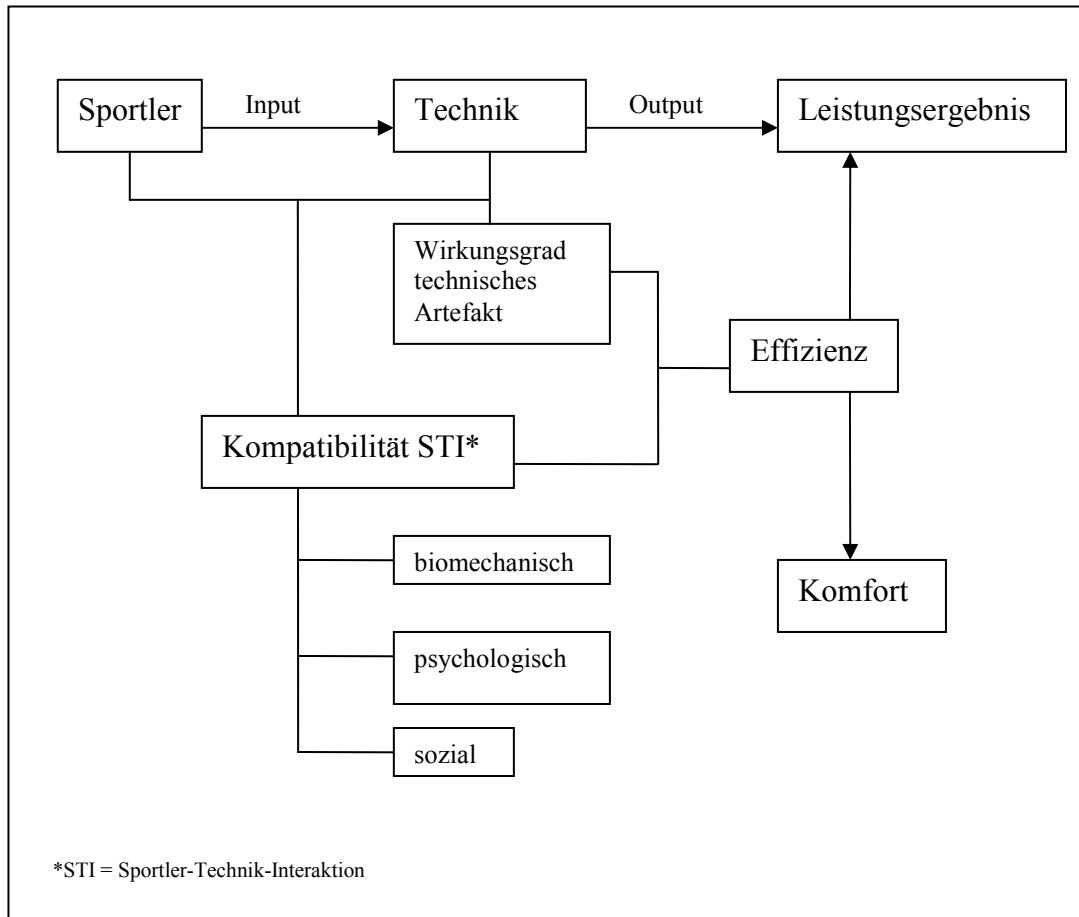 Sportler
Input
Technik
Output
Leistungsergebnis
Wirkungsgrad
technisches
Artefakt
Effizienz
Kompatibilität STI*
biomechanisch
Komfort
psychologisch
sozial
*STI = Sportler-Technik-Interaktion